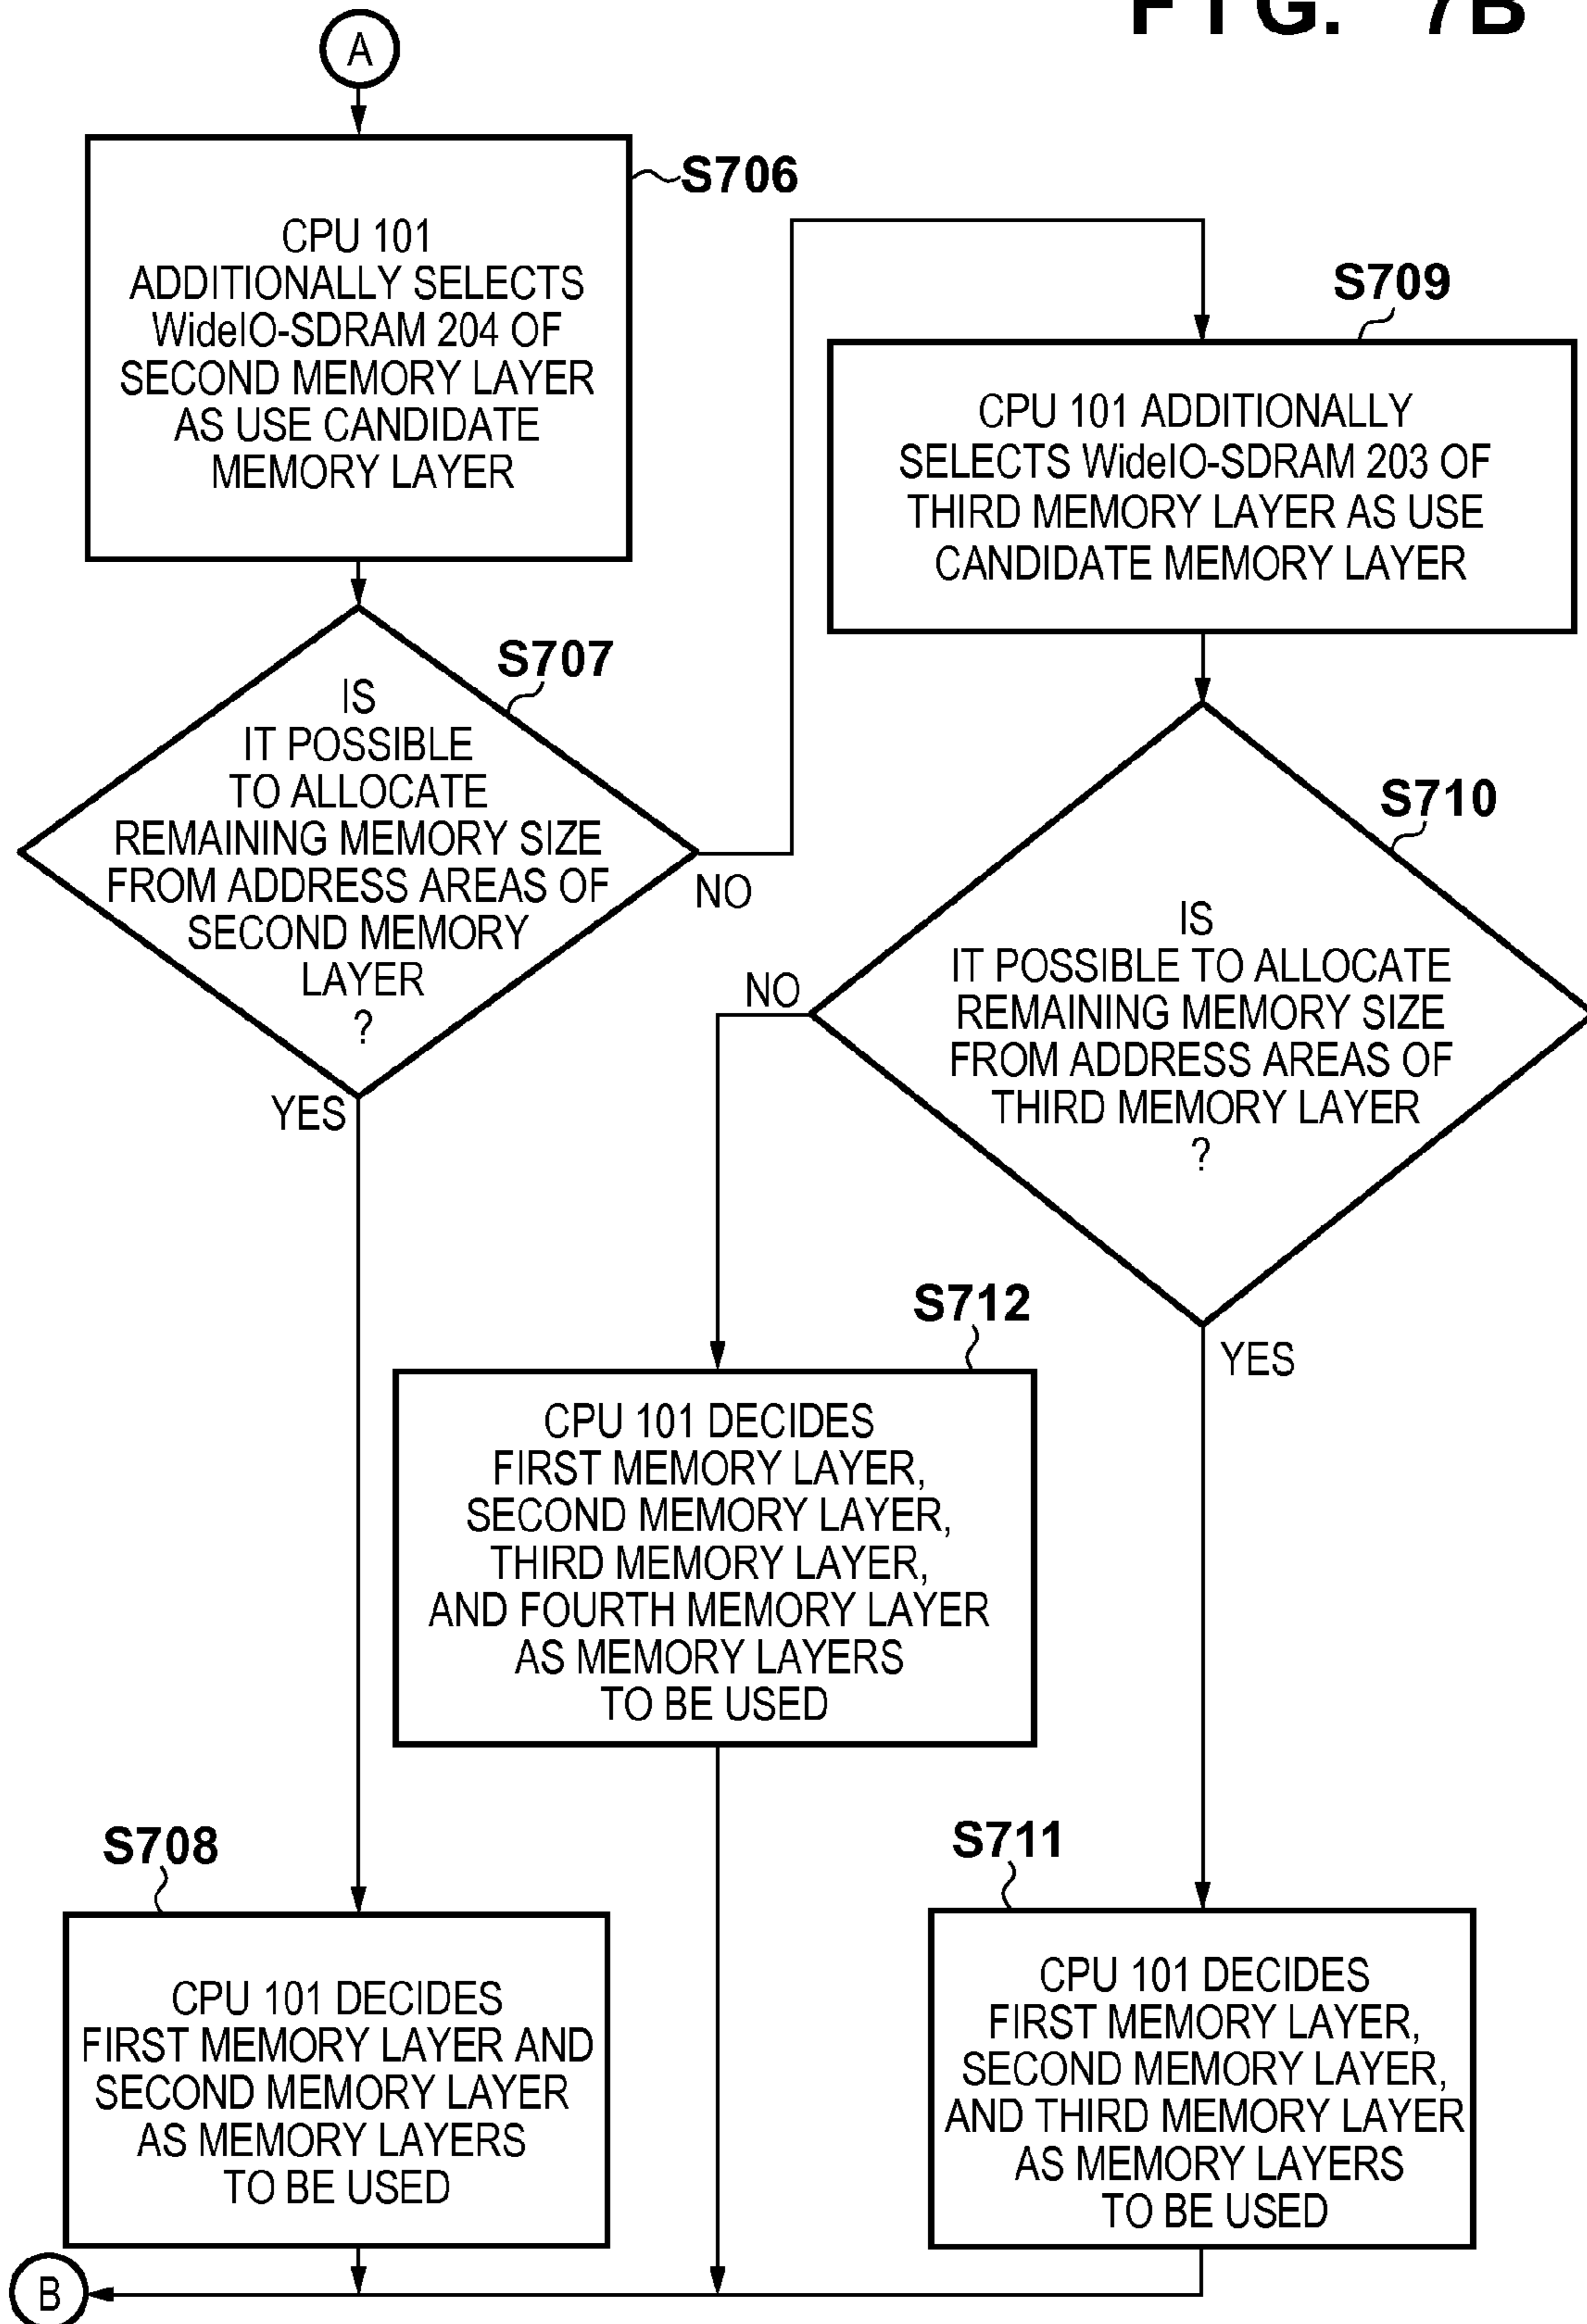 FIG. 7B
A
S706
CPU 101
ADDITIONALLY SELECTS
WideIO-SDRAM 204 OF
SECOND MEMORY LAYER
AS USE CANDIDATE
MEMORY LAYER
S707
IS
IT POSSIBLE
TO ALLOCATE
REMAINING MEMORY SIZE
FROM ADDRESS AREAS OF
SECOND MEMORY
LAYER
?
NO
YES
S709
CPU 101 ADDITIONALLY
SELECTS WideIO-SDRAM 203 OF
THIRD MEMORY LAYER AS USE
CANDIDATE MEMORY LAYER
S710
IS
IT POSSIBLE TO ALLOCATE
REMAINING MEMORY SIZE
FROM ADDRESS AREAS OF
THIRD MEMORY LAYER
?
NO
YES
S712
CPU 101 DECIDES
FIRST MEMORY LAYER,
SECOND MEMORY LAYER,
THIRD MEMORY LAYER,
AND FOURTH MEMORY LAYER
AS MEMORY LAYERS
TO BE USED
S708
CPU 101 DECIDES
FIRST MEMORY LAYER AND
SECOND MEMORY LAYER
AS MEMORY LAYERS
TO BE USED
S711
CPU 101 DECIDES
FIRST MEMORY LAYER,
SECOND MEMORY LAYER,
AND THIRD MEMORY LAYER
AS MEMORY LAYERS
TO BE USED
B